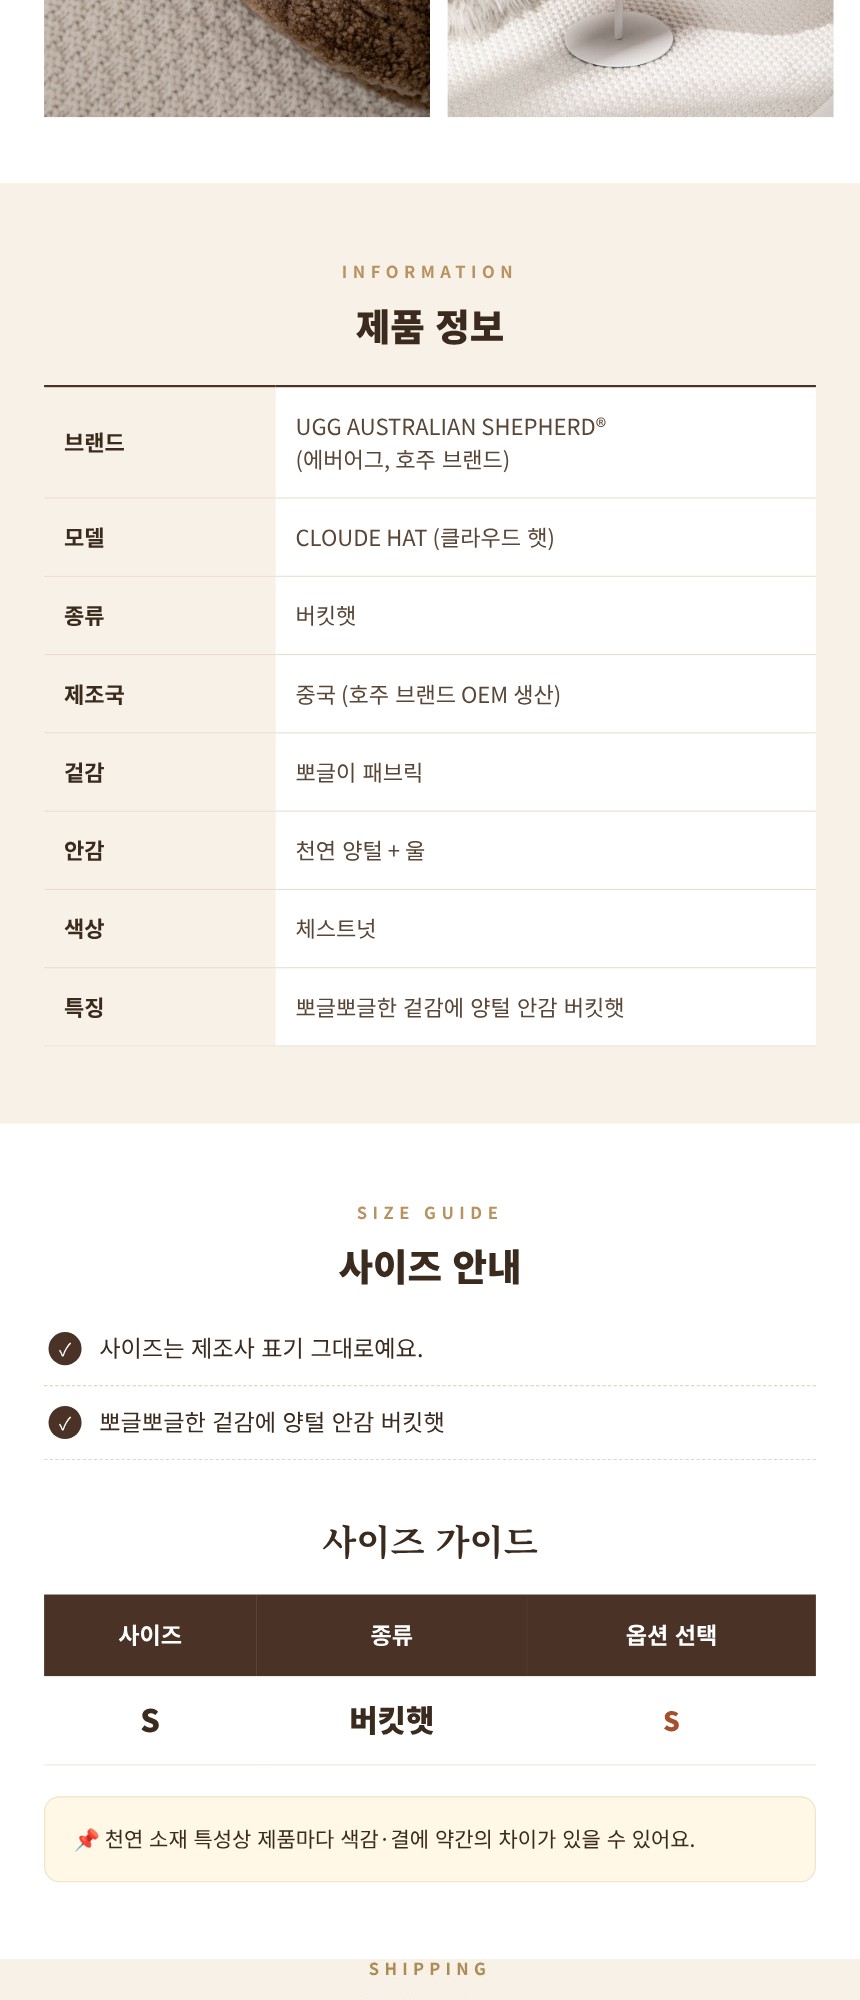 INFORMATION
제품 정보
브랜드
UGG AUSTRALIAN SHEPHERD®
(에버어그, 호주 브랜드)
모델
CLOUDE HAT (클라우드 햇)
종류
버킷햇
제조국
중국 (호주 브랜드 OEM 생산)
겉감
뽀글이 패브릭
안감
천연 양털 + 울
색상
체스트넛
특징
뽀글뽀글한 겉감에 양털 안감 버킷햇
SIZE GUIDE
사이즈 안내
✓ 사이즈는 제조사 표기 그대로예요.
✓ 뽀글뽀글한 겉감에 양털 안감 버킷햇
사이즈 가이드
사이즈 종류 옵션 선택
S 버킷햇 S
📌 천연 소재 특성상 제품마다 색감·결에 약간의 차이가 있을 수 있어요.
SHIPPING